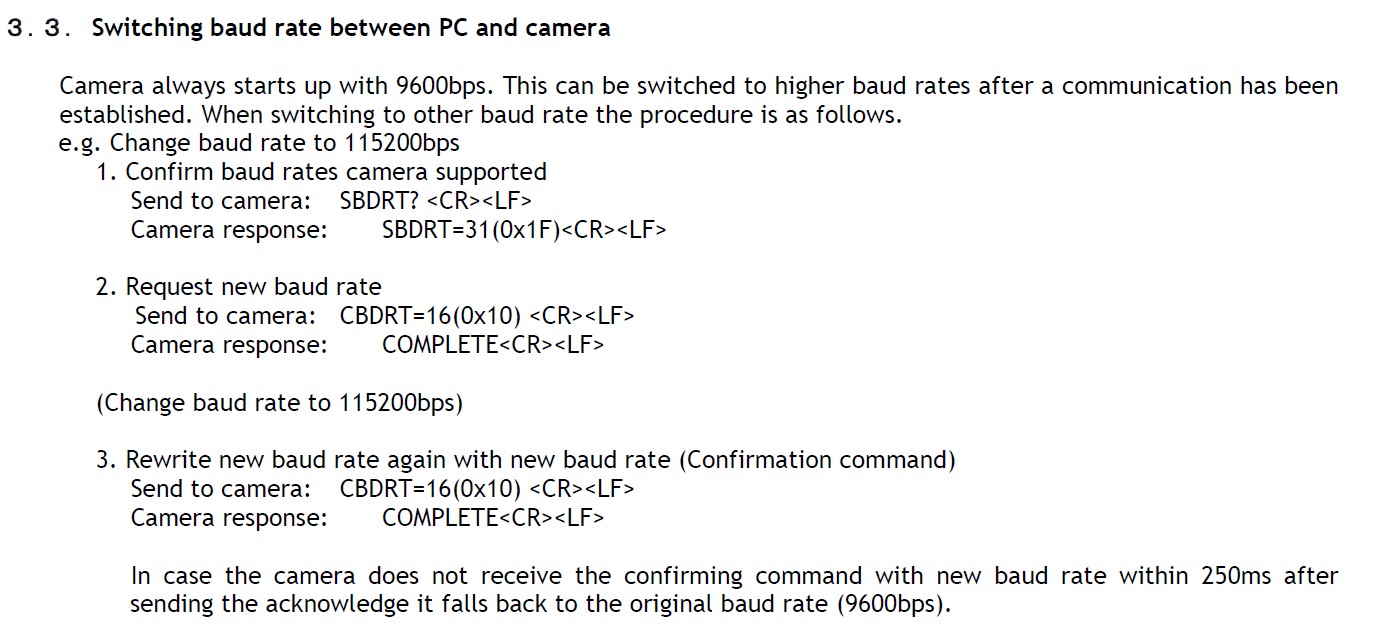 3. 3. Switching baud rate between PC and camera
Camera always starts up with 9600bps. This can be switched to higher baud rates after a communication has been
established. When switching to other baud rate the procedure is as follows.
e.g. Change baud rate to 115200bps
1. Confirm baud rates camera supported
Send to camera: SBDRT? <CR><LF>
Camera response: SBDRT=31(0x1F)<CR><LF>
2. Request new baud rate
Send to camera: CBDRT=16(0x10) <CR><LF>
Camera response: COMPLETE<CR><LF>
(Change baud rate to 115200bps)
3. Rewrite new baud rate again with new baud rate (Confirmation command)
Send to camera: CBDRT=16(0x10) <CR><LF>
Camera response: COMPLETE<CR><LF>
In case the camera does not receive the confirming command with new baud rate within 250ms after
sending the acknowledge it falls back to the original baud rate (9600bps).